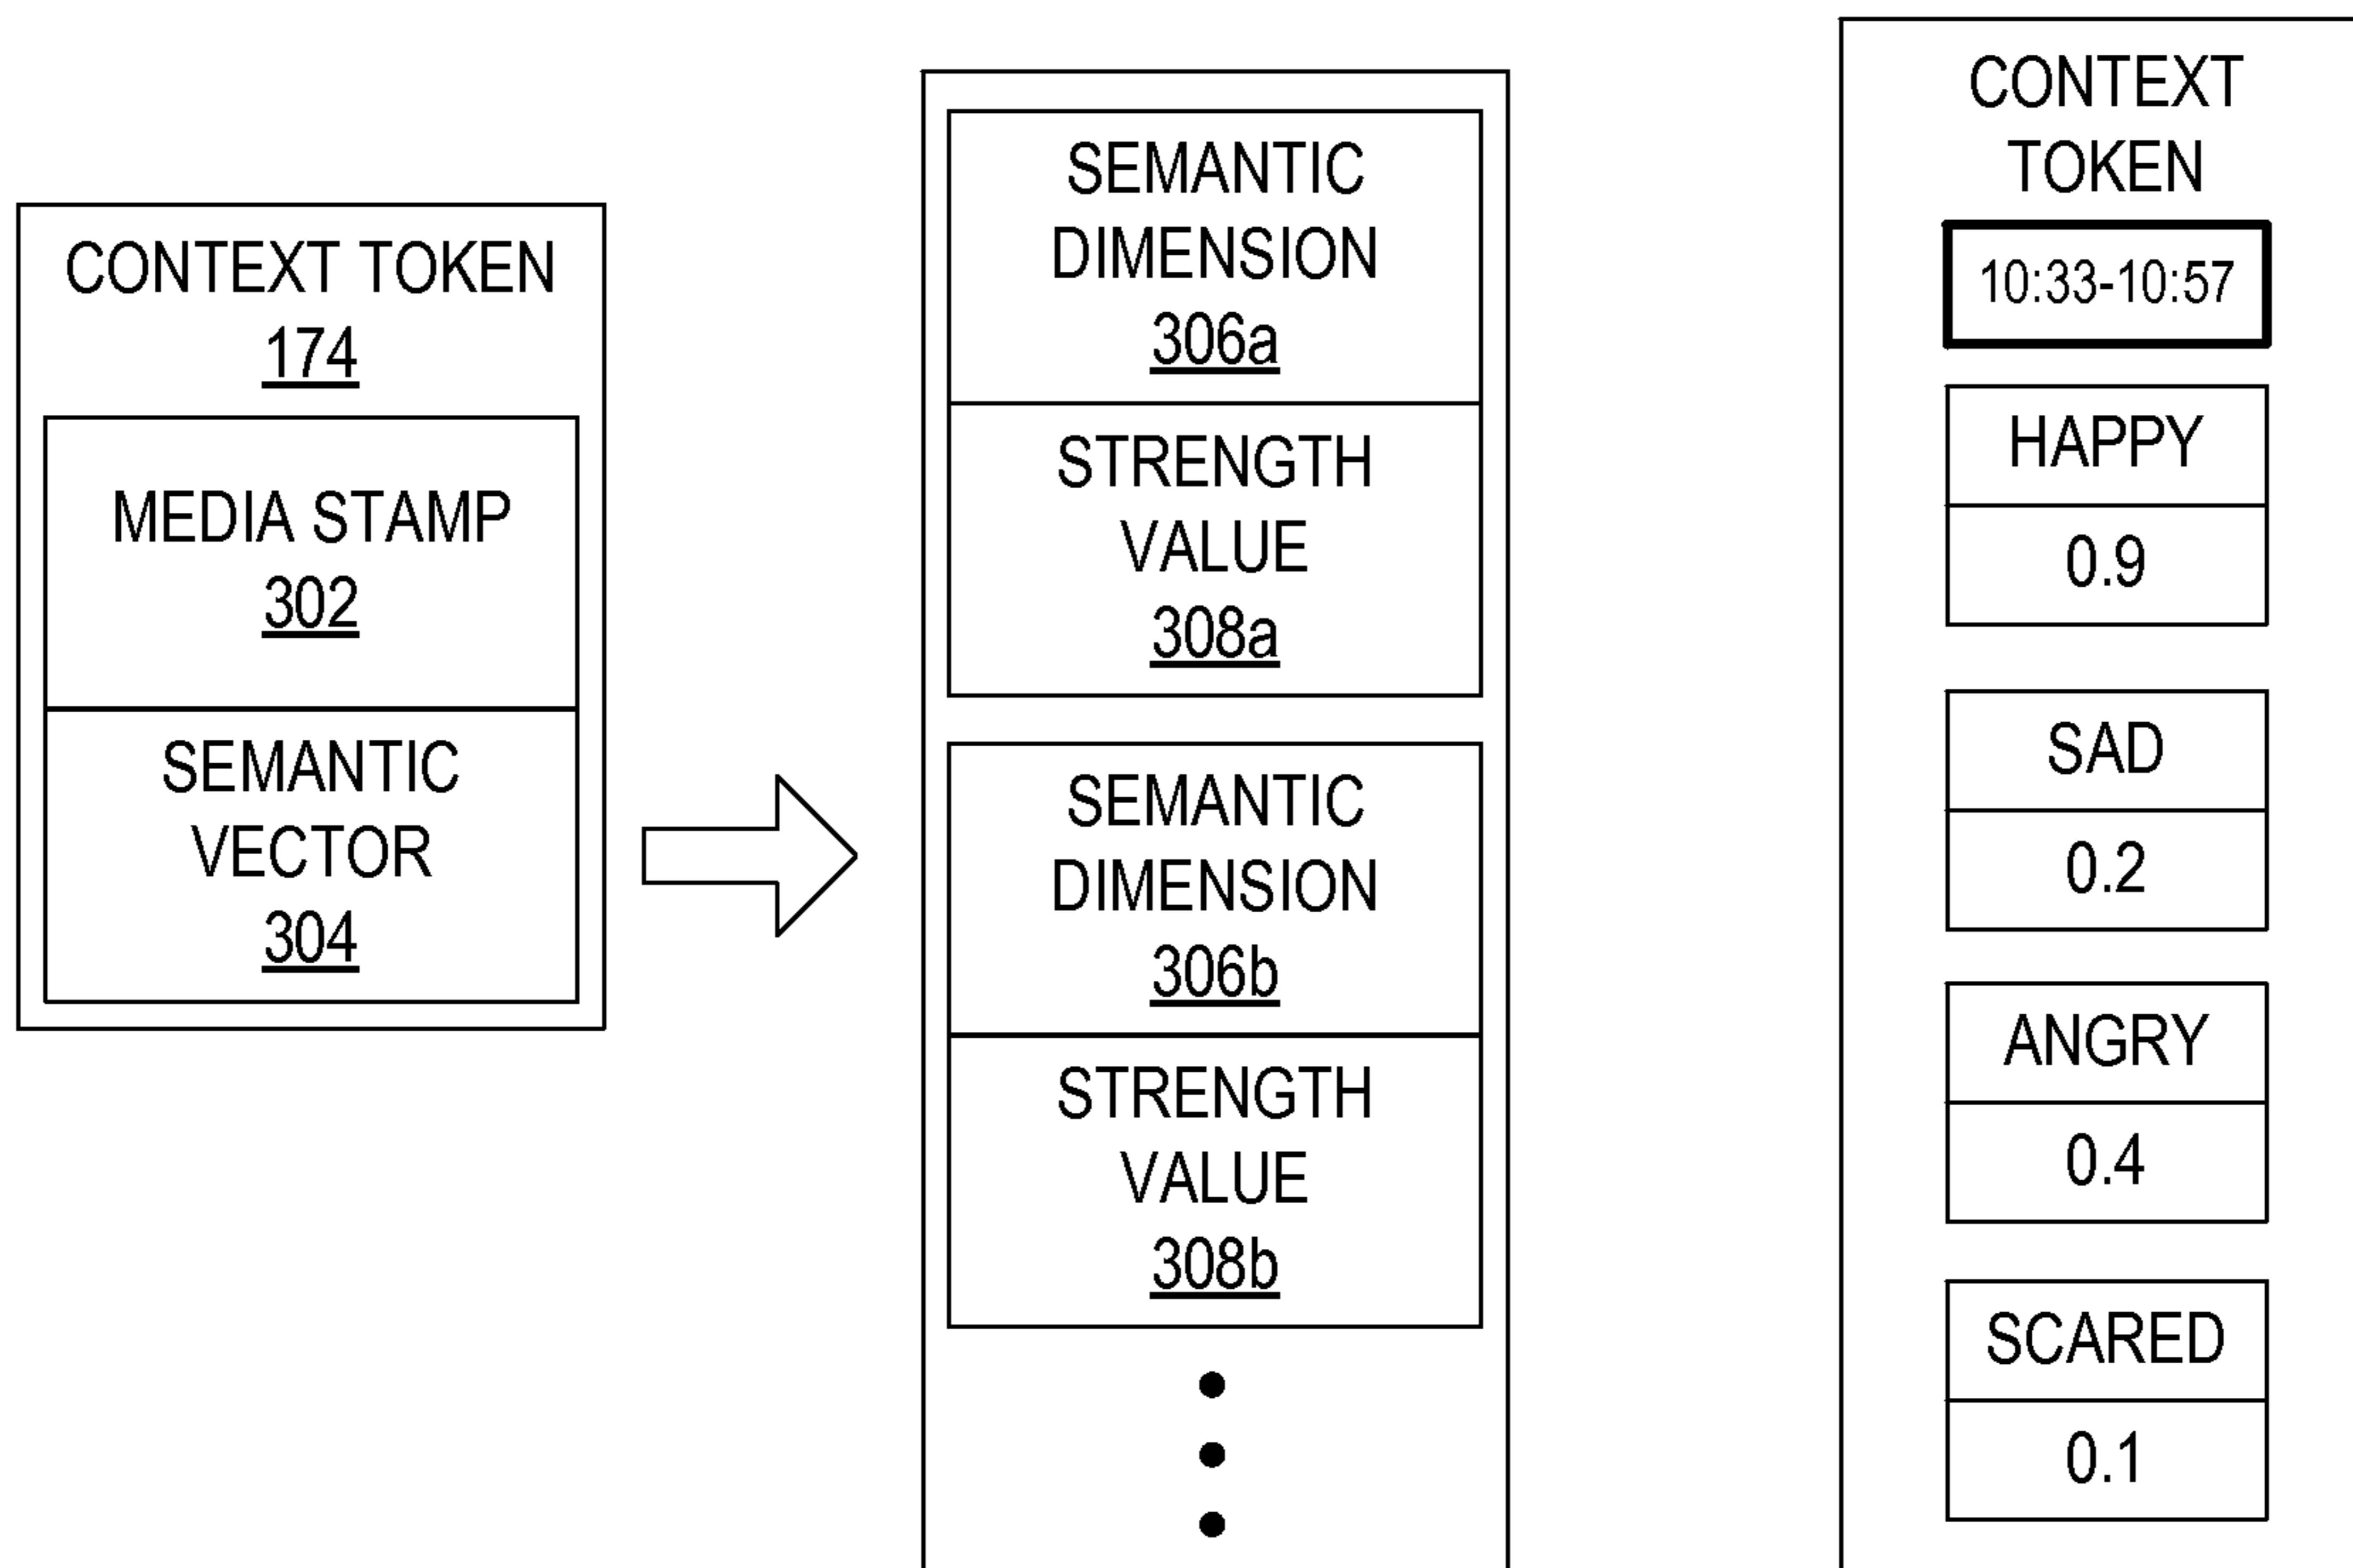 CONTEXT TOKEN
174
MEDIA STAMP
302
SEMANTIC
VECTOR
304
SEMANTIC
DIMENSION
306a
STRENGTH
VALUE
308a
SEMANTIC
DIMENSION
306b
STRENGTH
VALUE
308b
CONTEXT
TOKEN
10:33-10:57
HAPPY
0.9
SAD
0.2
ANGRY
0.4
SCARED
0.1